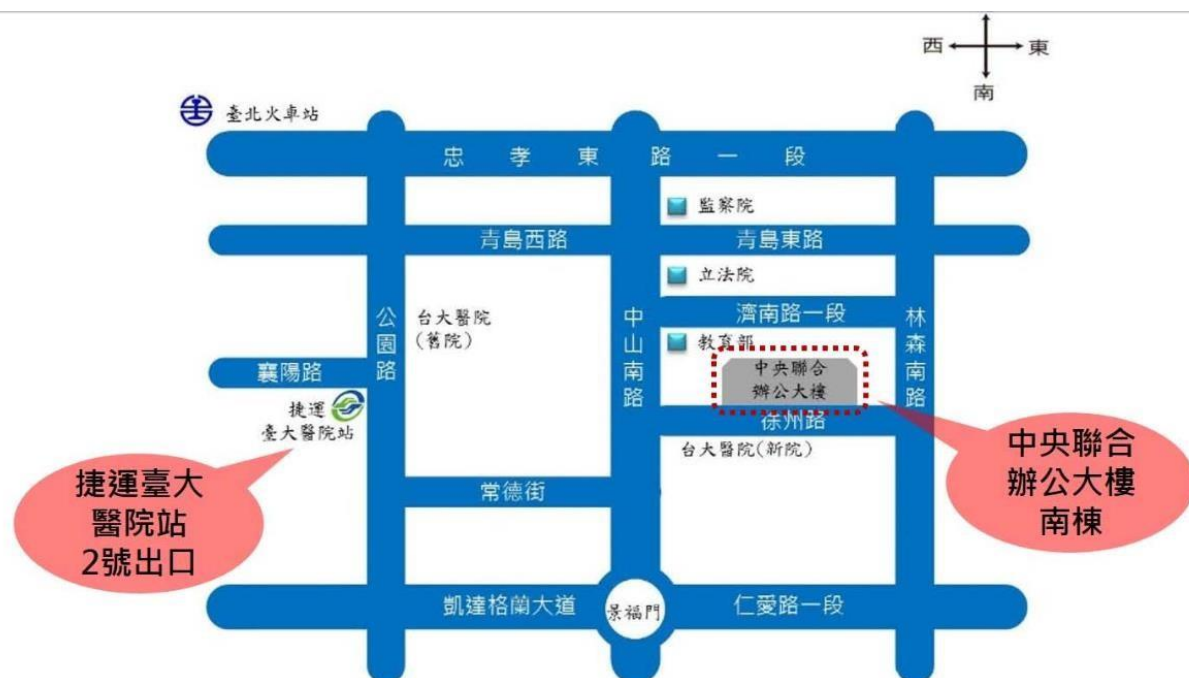 西
東
南
臺北火車站
忠孝東路一段
監察院
青島西路
青島東路
立法院
公園路
台大醫院
(舊院)
中山南路
濟南路一段
林森南路
教育部
襄陽路
中央聯合
辦公大樓
捷運
臺大醫院站
徐州路
台大醫院(新院)
中央聯合
辦公大樓
南棟
捷運臺大
醫院站
2號出口
常德街
凱達格蘭大道
景福門
仁愛路一段